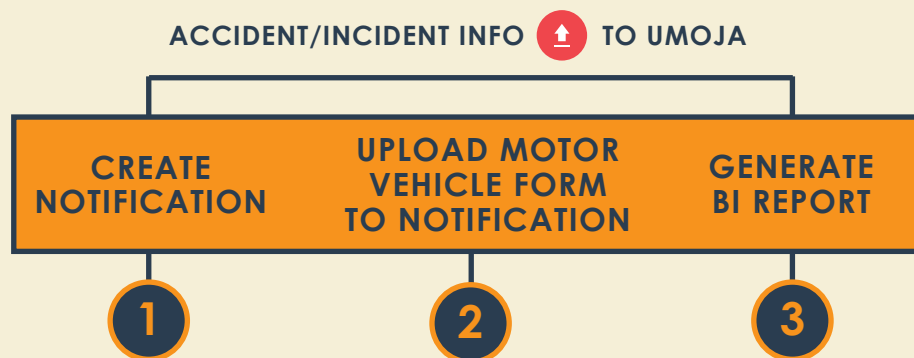 ACCIDENT/INCIDENT INFO TO UMOJA
CREATE
NOTIFICATION
UPLOAD MOTOR
VEHICLE FORM
TO NOTIFICATION
GENERATE
BI REPORT
1
2
3